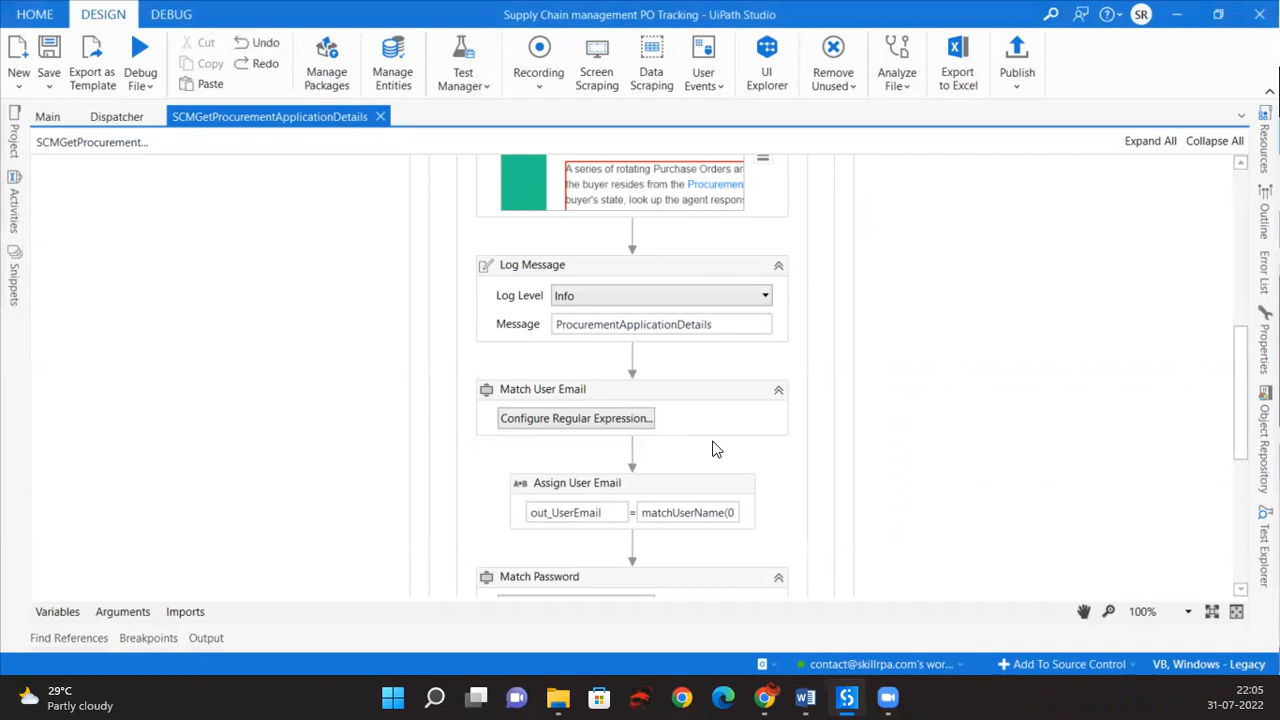 HOME DESIGN DEBUG Supply Chain management PO Tracking - UiPath Studio SR
New Save Export as Template Debug File Cut Copy Paste Undo Redo Manage Packages Manage Entities Test Manager Recording Screen Scraping Data Scraping User Events UI Explorer Remove Unused Analyze File Export to Excel Publish
Main Dispatcher SCMGetProcurementApplicationDetails
SCMGetProcurement... Expand All Collapse All
Project
Activities
Snippets
A series of rotating Purchase Orders ar
the buyer resides from the Procuremen
buyer's state, look up the agent respons
Log Message
Log Level Info
Message ProcurementApplicationDetails
Match User Email
Configure Regular Expression...
Assign User Email
A+B
out_UserEmail = matchUserName(0
Match Password
Resources
Outline
Error List
Properties
Object Repository
Test Explorer
Variables Arguments Imports 100%
Find References Breakpoints Output
contact@skillrpa.com's wor... Add To Source Control VB, Windows - Legacy
29°C
Partly cloudy
22:05
31-07-2022